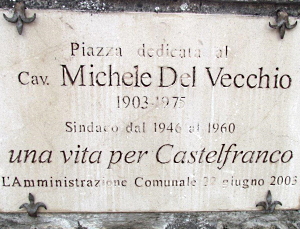 Piazza dedicata al
Cav. Michele Del Vecchio
1903-1975
Sindaco dal 1946 al 1960
una vita per Castelfranco
L'Amministrazione Comunale 22 giugno 2003